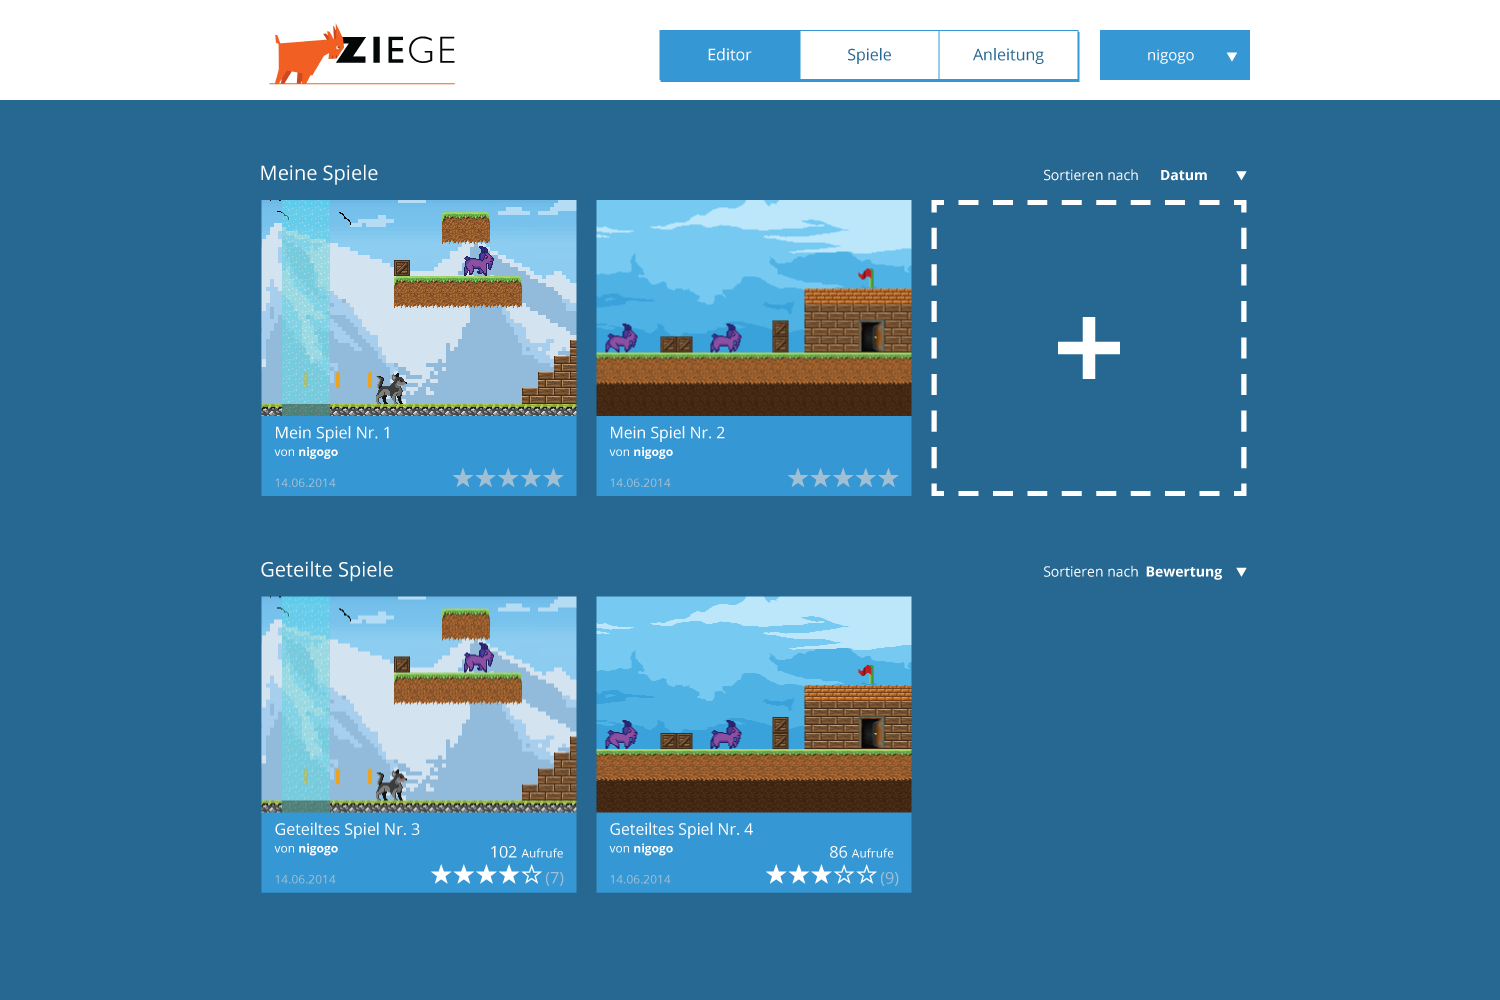 ZIEGE
Editor
Spiele
Anleitung
nigogo
Meine Spiele
Sortieren nach Datum
Mein Spiel Nr. 1
von nigogo
14.06.2014
Mein Spiel Nr. 2
von nigogo
14.06.2014
Geteilte Spiele
Sortieren nach Bewertung
Geteiltes Spiel Nr. 3
von nigogo
102 Aufrufe
14.06.2014
(7)
Geteiltes Spiel Nr. 4
von nigogo
86 Aufrufe
14.06.2014
(9)